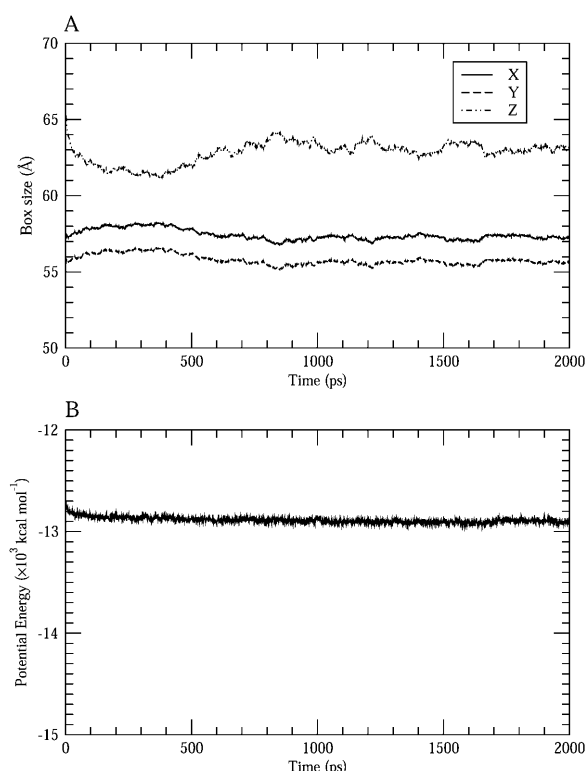 A
70
65
60
55
50
Box size (Å)
X
Y
Z
0 500 1000 1500 2000
Time (ps)
B
-12
-13
-14
-15
Potential Energy (×10³ kcal mol⁻¹)
0 500 1000 1500 2000
Time (ps)